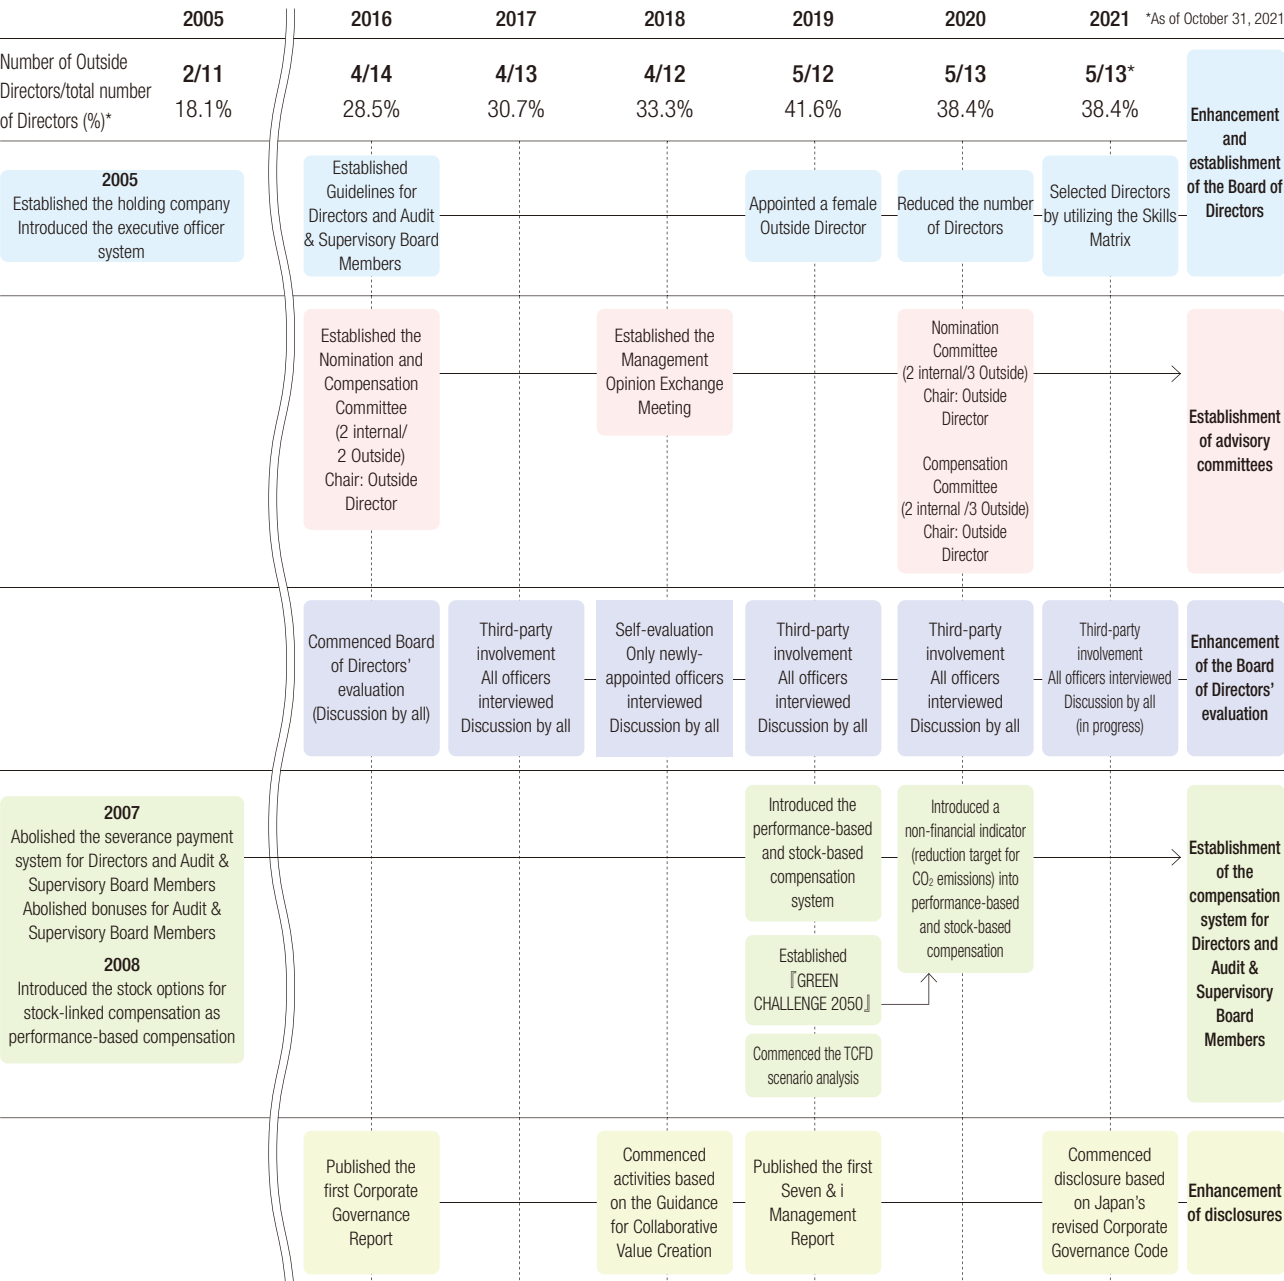 2005
2016
2017
2018
2019
2020
2021
*As of October 31, 2021
Number of Outside
Directors/total number
of Directors (%)*
2/11
18.1%
4/14
28.5%
4/13
30.7%
4/12
33.3%
5/12
41.6%
5/13
38.4%
5/13*
38.4%
Enhancement
and
establishment
of the Board of
Directors
2005
Established the holding company
Introduced the executive officer
system
Established
Guidelines for
Directors and Audit
& Supervisory Board
Members
Appointed a female
Outside Director
Reduced the number
of Directors
Selected Directors
by utilizing the Skills
Matrix
Established the
Nomination and
Compensation
Committee
(2 internal/
2 Outside)
Chair: Outside
Director
Established the
Management
Opinion Exchange
Meeting
Nomination
Committee
(2 internal/3 Outside)
Chair: Outside
Director
Compensation
Committee
(2 internal /3 Outside)
Chair: Outside
Director
Establishment
of advisory
committees
Commenced Board
of Directors’
evaluation
(Discussion by all)
Third-party
involvement
All officers
interviewed
Discussion by all
Self-evaluation
Only newly-
appointed officers
interviewed
Discussion by all
Third-party
involvement
All officers
interviewed
Discussion by all
Third-party
involvement
All officers
interviewed
Discussion by all
Third-party
involvement
All officers interviewed
Discussion by all
(in progress)
Enhancement
of the Board
of Directors’
evaluation
2007
Abolished the severance payment
system for Directors and Audit &
Supervisory Board Members
Abolished bonuses for Audit &
Supervisory Board Members
2008
Introduced the stock options for
stock-linked compensation as
performance-based compensation
Introduced the
performance-based
and stock-based
compensation
system
Established
『GREEN
CHALLENGE 2050』
Commenced the TCFD
scenario analysis
Introduced a
non-financial indicator
(reduction target for
CO₂ emissions) into
performance-based
and stock-based
compensation
Establishment
of the
compensation
system for
Directors and
Audit &
Supervisory
Board
Members
Published the
first Corporate
Governance
Report
Commenced
activities based
on the Guidance
for Collaborative
Value Creation
Published the first
Seven & i
Management
Report
Commenced
disclosure based
on Japan’s
revised Corporate
Governance Code
Enhancement
of disclosures